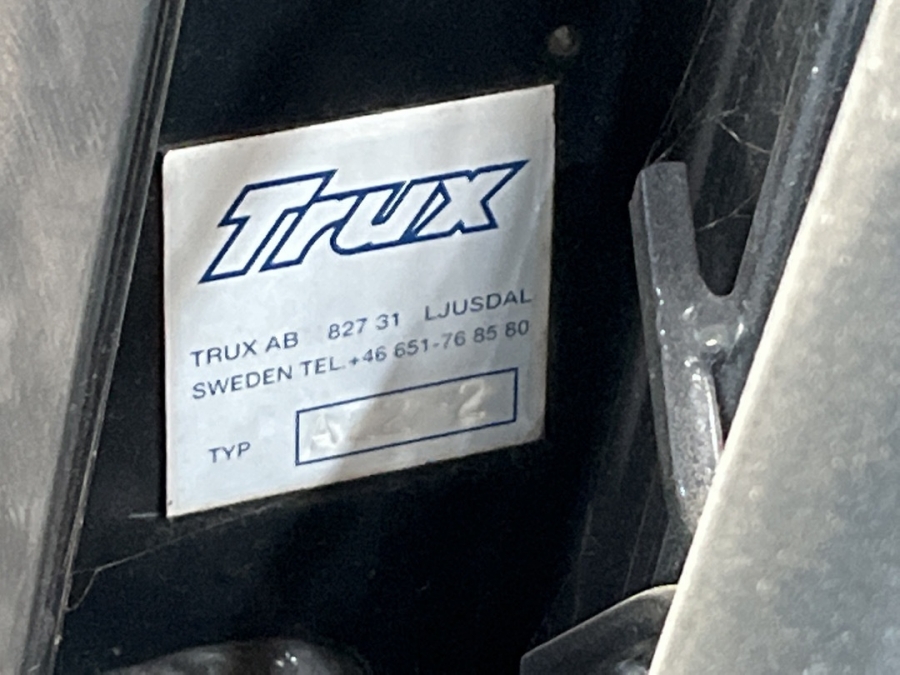 Trux
TRUX AB 827 31 LJUSDAL
SWEDEN TEL.+46 651-76 85 80
TYP